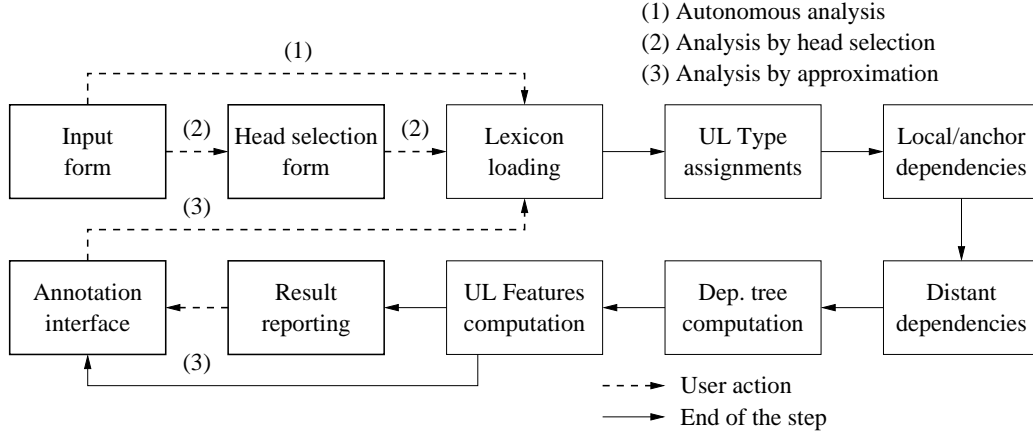 (1) Autonomous analysis
(2) Analysis by head selection
(3) Analysis by approximation
(1)
Input
form
(2)
Head selection
form
(2)
Lexicon
loading
UL Type
assignments
Local/anchor
dependencies
(3)
Annotation
interface
Result
reporting
UL Features
computation
Dep. tree
computation
Distant
dependencies
(3)
User action
End of the step